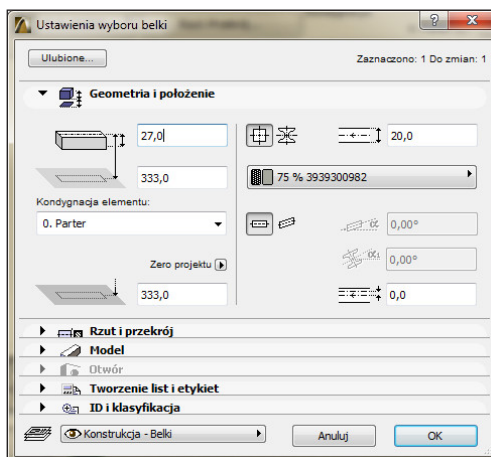 Ustawienia wyboru belki
Ulubione...
Zaznaczono: 1 Do zmian: 1
Geometria i położenie
27,0
20,0
333,0
75 % 3939300982
Kondygnacja elementu:
0. Parter
0,00°
Zero projektu
α₁
0,00°
333,0
0,0
Rzut i przekrój
Model
Otwór
Tworzenie list i etykiet
ID i klasyfikacja
Konstrukcja - Belki
Anuluj
OK